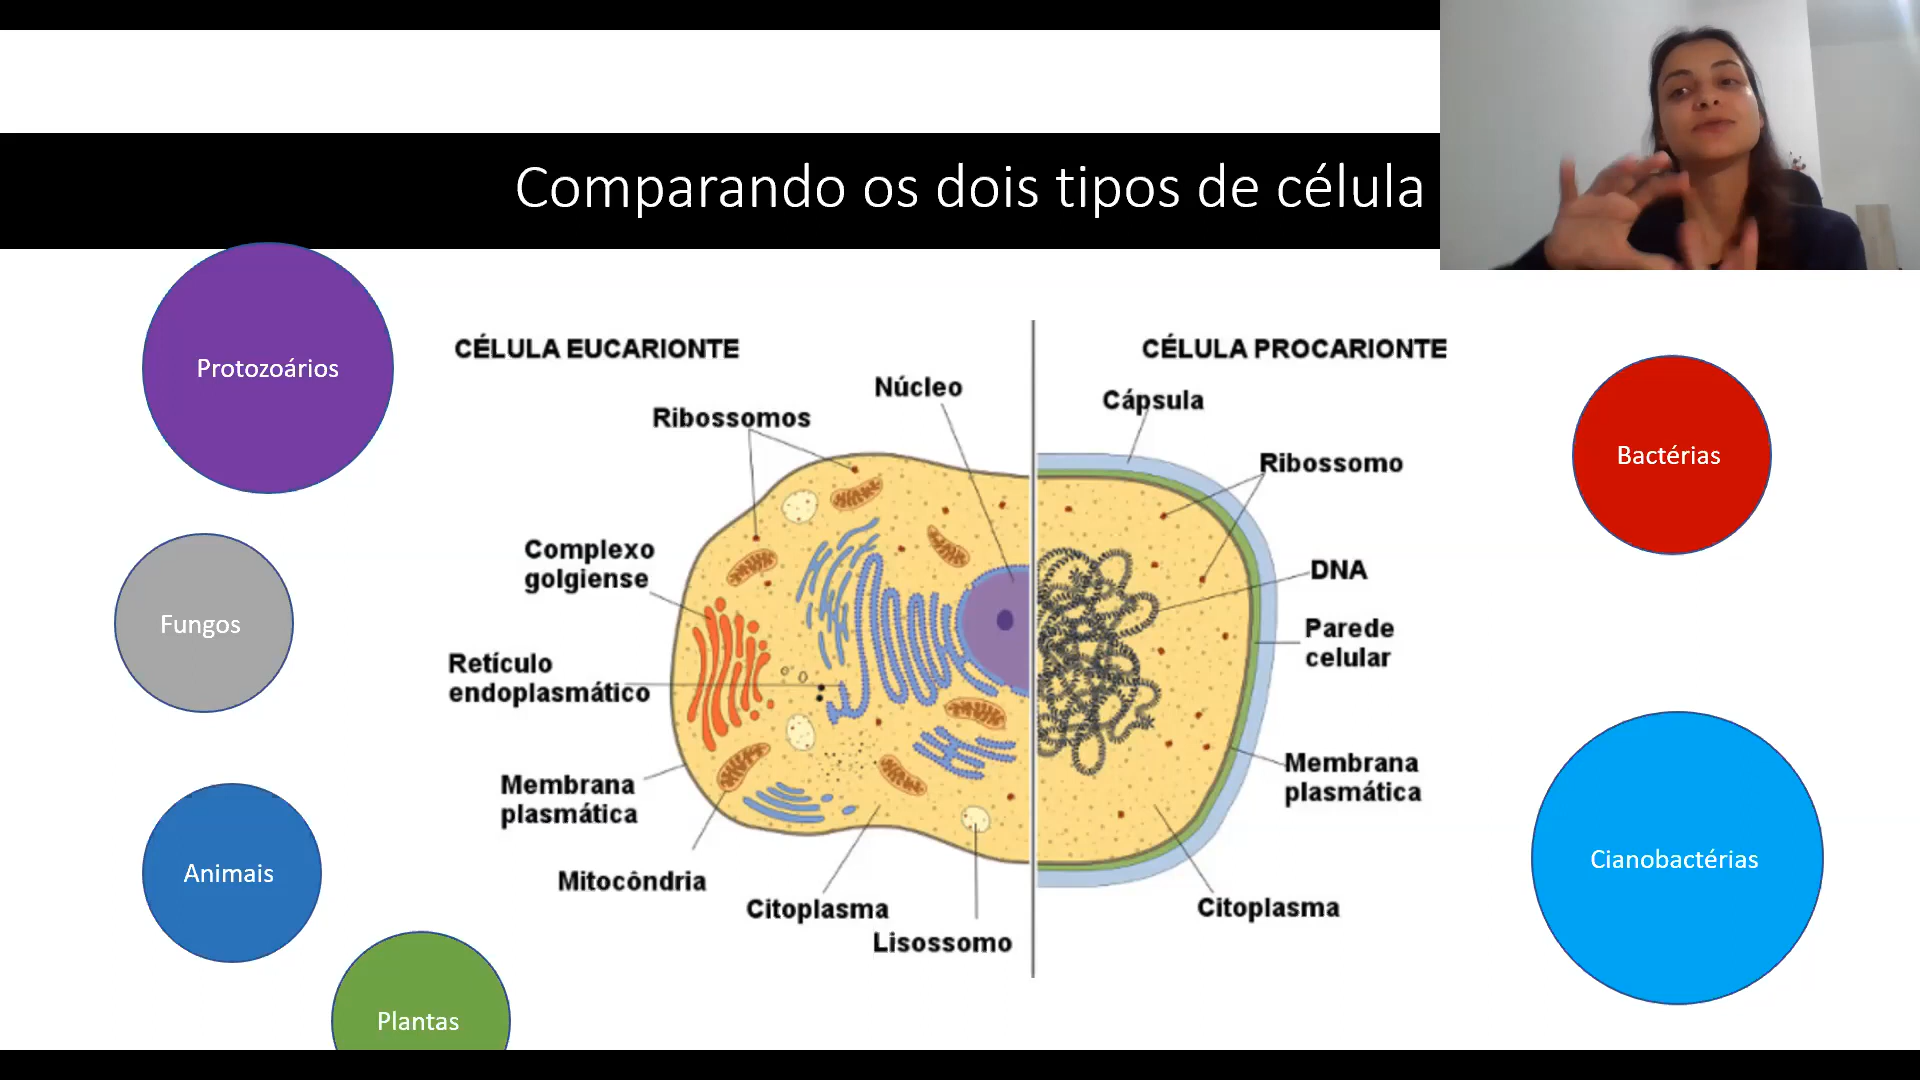 Comparando os dois tipos de célula
Protozoários
Fungos
Animais
Plantas
CÉLULA EUCARIONTE
Núcleo
Ribossomos
Complexo
golgiense
Retículo
endoplasmático
Membrana
plasmática
Mitocôndria
Citoplasma
Lisossomo
CÉLULA PROCARIONTE
Cápsula
Ribossomo
DNA
Parede
celular
Membrana
plasmática
Citoplasma
Bactérias
Cianobactérias